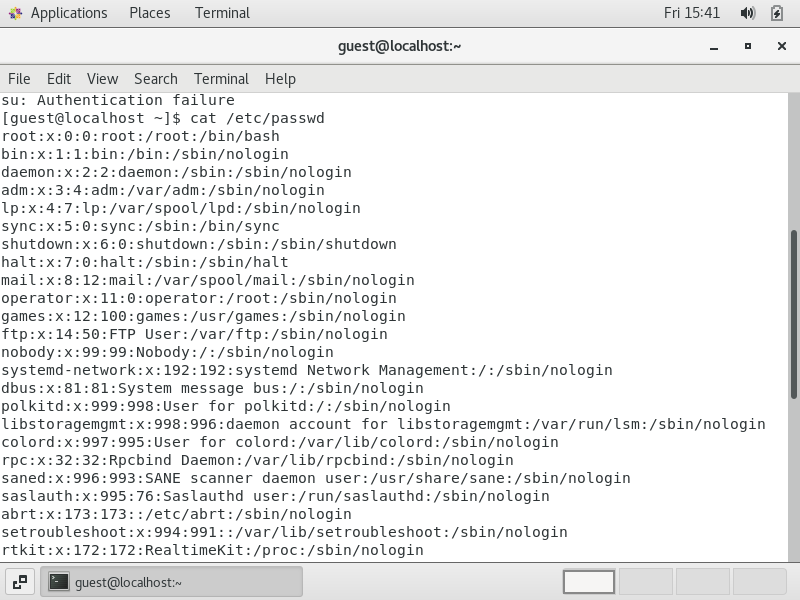 Applications Places Terminal Fri 15:41
guest@localhost:~
File Edit View Search Terminal Help
su: Authentication failure
[guest@localhost ~]$ cat /etc/passwd
root:x:0:0:root:/root:/bin/bash
bin:x:1:1:bin:/bin:/sbin/nologin
daemon:x:2:2:daemon:/sbin:/sbin/nologin
adm:x:3:4:adm:/var/adm:/sbin/nologin
lp:x:4:7:lp:/var/spool/lpd:/sbin/nologin
sync:x:5:0:sync:/sbin:/bin/sync
shutdown:x:6:0:shutdown:/sbin:/sbin/shutdown
halt:x:7:0:halt:/sbin:/sbin/halt
mail:x:8:12:mail:/var/spool/mail:/sbin/nologin
operator:x:11:0:operator:/root:/sbin/nologin
games:x:12:100:games:/usr/games:/sbin/nologin
ftp:x:14:50:FTP User:/var/ftp:/sbin/nologin
nobody:x:99:99:Nobody:/:/sbin/nologin
systemd-network:x:192:192:systemd Network Management:/:/sbin/nologin
dbus:x:81:81:System message bus:/:/sbin/nologin
polkitd:x:999:998:User for polkitd:/:/sbin/nologin
libstoragemgmt:x:998:996:daemon account for libstoragemgmt:/var/run/lsm:/sbin/nologin
colord:x:997:995:User for colord:/var/lib/colord:/sbin/nologin
rpc:x:32:32:Rpcbind Daemon:/var/lib/rpcbind:/sbin/nologin
saned:x:996:993:SANE scanner daemon user:/usr/share/sane:/sbin/nologin
saslauth:x:995:76:Saslauthd user:/run/saslauthd:/sbin/nologin
abrt:x:173:173::/etc/abrt:/sbin/nologin
setroubleshoot:x:994:991::/var/lib/setroubleshoot:/sbin/nologin
rtkit:x:172:172:RealtimeKit:/proc:/sbin/nologin
guest@localhost:~